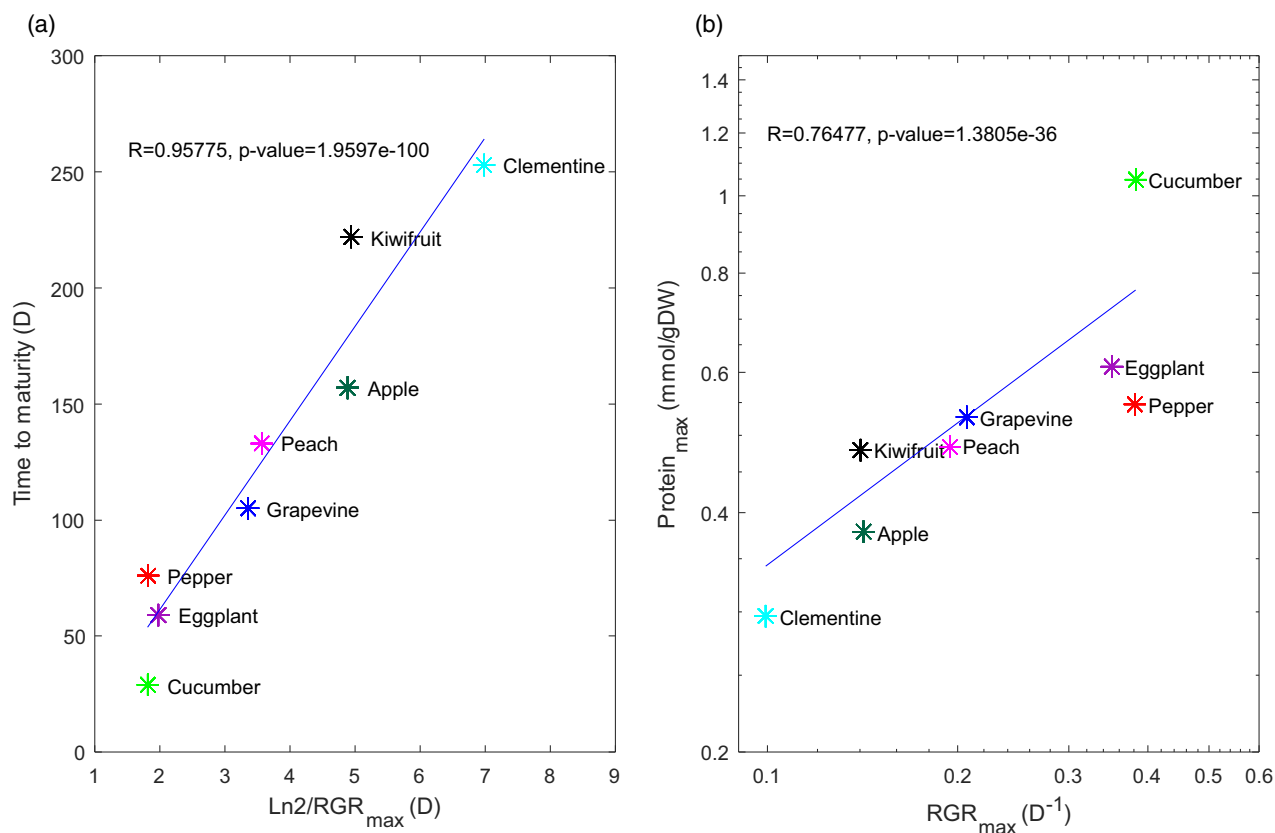 (a)
300
250
200
150
100
50
0
Time to maturity (D)
R=0.95775, p-value=1.9597e-100
Clementine
Kiwifruit
Apple
Peach
Grapevine
Pepper
Eggplant
Cucumber
1 2 3 4 5 6 7 8 9
Ln2/RGRmax (D)
(b)
1.4
1.2
1
0.8
0.6
0.4
0.2
Proteinmax (mmol/gDW)
R=0.76477, p-value=1.3805e-36
Cucumber
Eggplant
Pepper
Grapevine
Kiwifruit
Peach
Apple
Clementine
0.1 0.2 0.3 0.4 0.5 0.6
RGRmax (D-1)